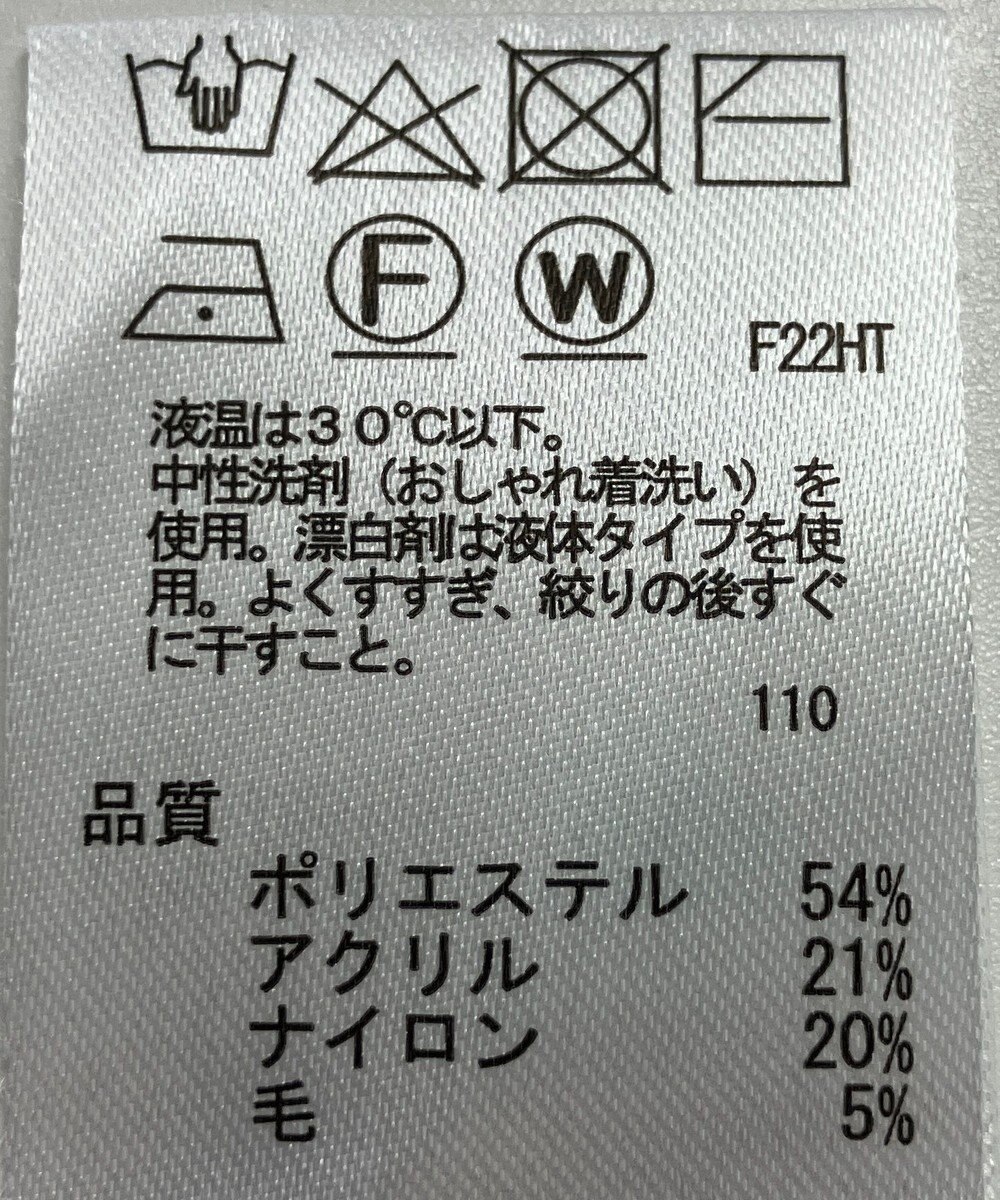 F W
F22HT
液温は30℃以下。
中性洗剤（おしゃれ着洗い）を
使用。漂白剤は液体タイプを使
用。よくすすぎ、絞りの後すぐ
に干すこと。
110
品質
ポリエステル 54%
アクリル 21%
ナイロン 20%
毛 5%